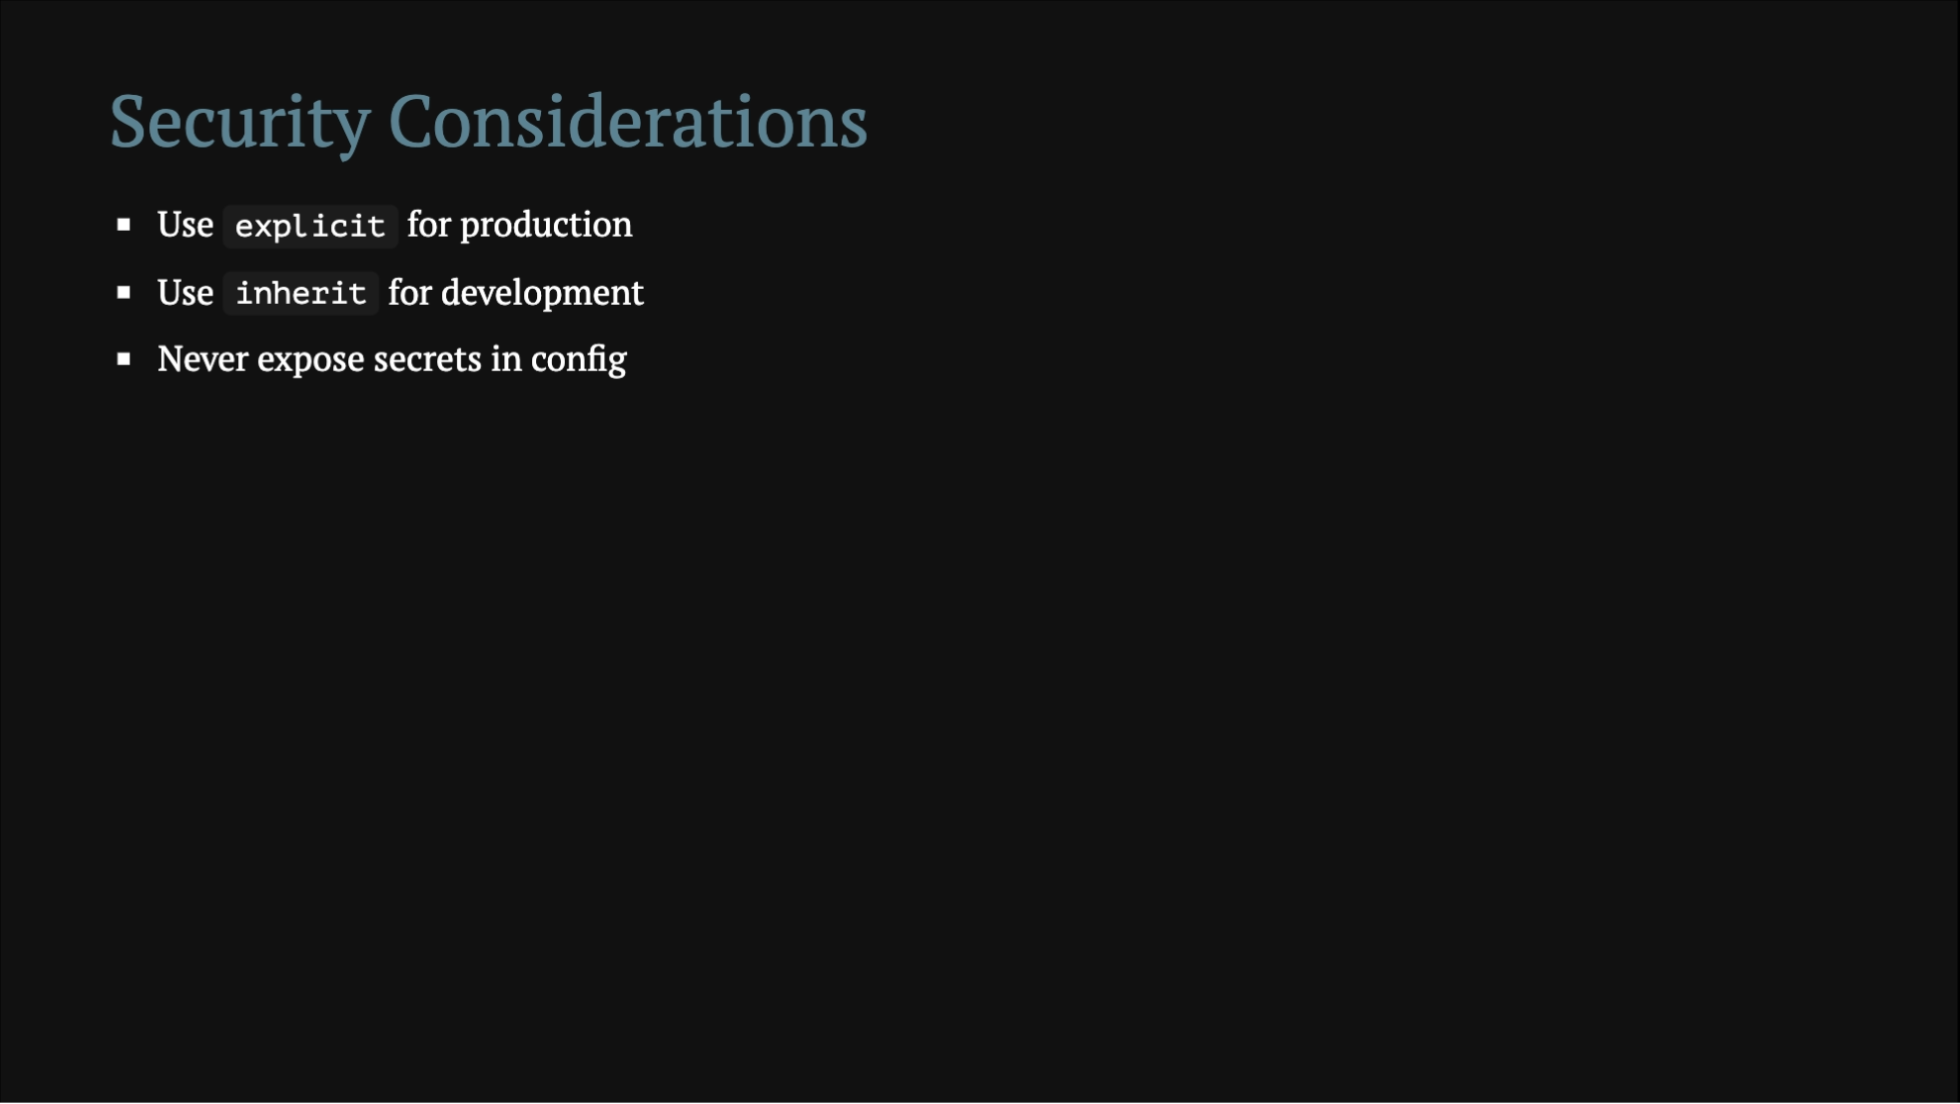 Security Considerations
Use explicit for production
Use inherit for development
Never expose secrets in config